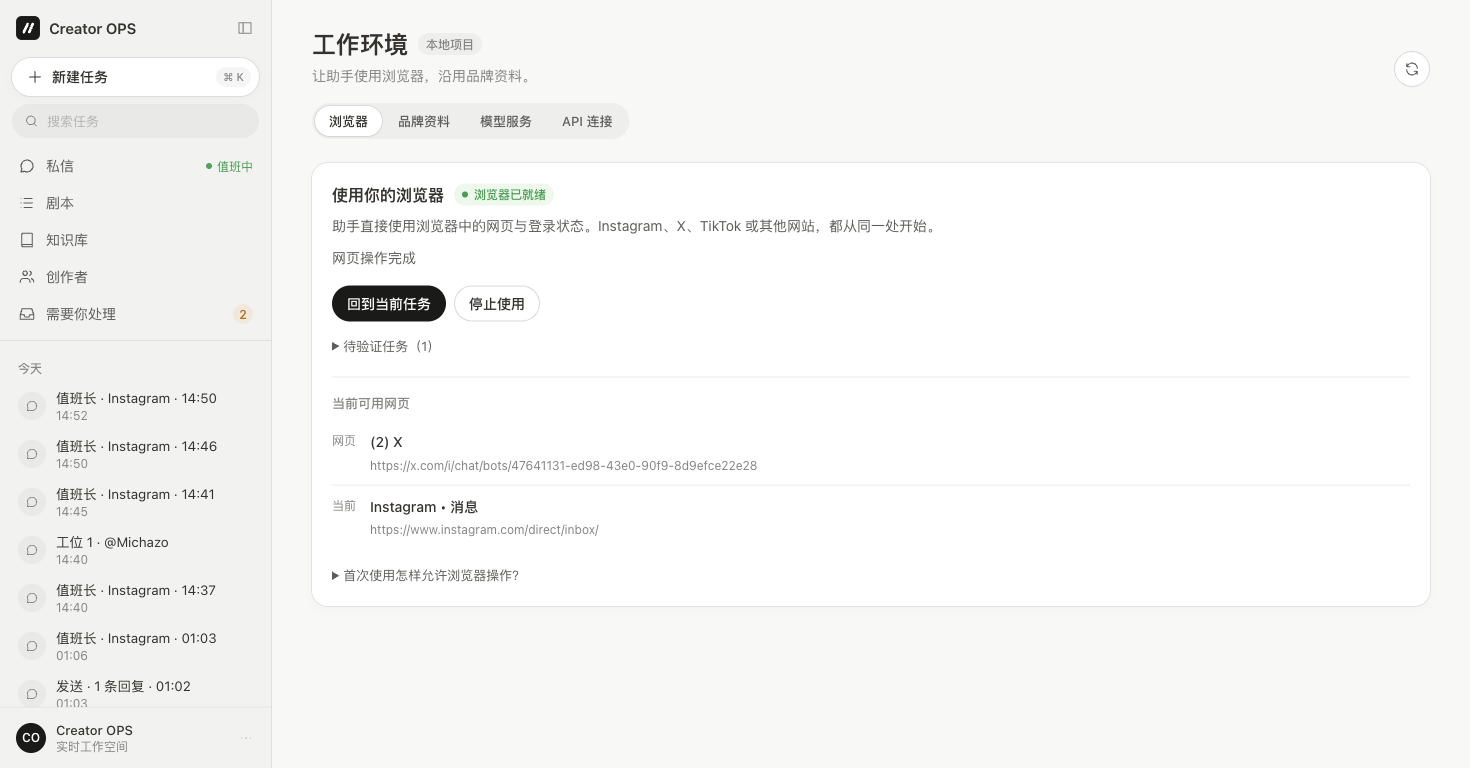 Creator OPS
新建任务
⌘ K
搜索任务
私信
值班中
剧本
知识库
创作者
需要你处理
2
今天
值班长 · Instagram · 14:50
14:52
值班长 · Instagram · 14:46
14:50
值班长 · Instagram · 14:41
14:45
工位 1 · @Michazo
14:40
值班长 · Instagram · 14:37
14:40
值班长 · Instagram · 01:03
01:06
发送 · 1 条回复 · 01:02
01:03
CO
Creator OPS
实时工作空间
工作环境
本地项目
让助手使用浏览器，沿用品牌资料。
浏览器
品牌资料
模型服务
API 连接
使用你的浏览器
浏览器已就绪
助手直接使用浏览器中的网页与登录状态。Instagram、X、TikTok 或其他网站，都从同一处开始。
网页操作完成
回到当前任务
停止使用
待验证任务（1）
当前可用网页
网页
(2) X
https://x.com/i/chat/bots/47641131-ed98-43e0-90f9-8d9efce22e28
当前
Instagram • 消息
https://www.instagram.com/direct/inbox/
首次使用怎样允许浏览器操作?